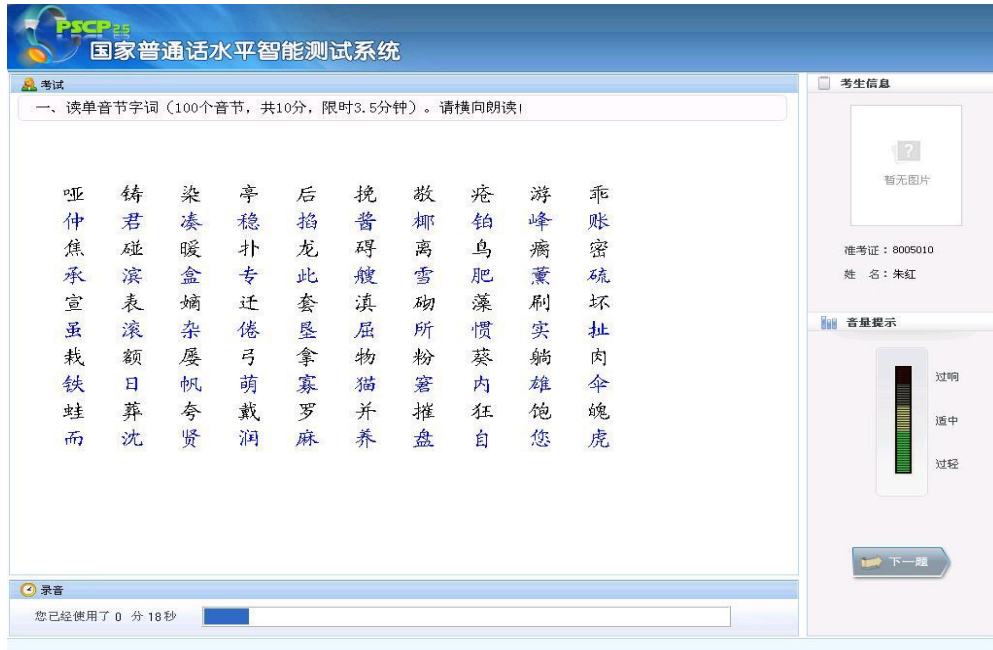 PSCP 2.5
国家普通话水平智能测试系统
考试
一、读单音节字词（100个音节，共10分，限时3.5分钟）。请横向朗读！
哑 铸 染 亭 后 挽 敬 疮 游 乖
仲 君 凑 稳 掐 酱 椰 铂 峰 账
焦 碰 暖 扑 龙 碍 离 鸟 瘸 密
承 滨 盒 专 此 艘 雪 肥 薰 硫
宣 表 嫡 迁 套 滇 砌 藻 刷 坏
虽 滚 杂 倦 垦 屈 所 惯 实 扯
栽 额 屡 弓 拿 物 粉 葵 躺 肉
铁 日 帆 萌 寡 猫 窘 内 雄 伞
蛙 葬 夸 戴 罗 并 摧 狂 饱 魄
而 沈 贤 润 麻 养 盘 自 您 虎
录音
您已经使用了 0 分 18 秒
考生信息
?
暂无图片
准考证：8005010
姓 名：朱红
音量提示
过响
适中
过轻
下一题